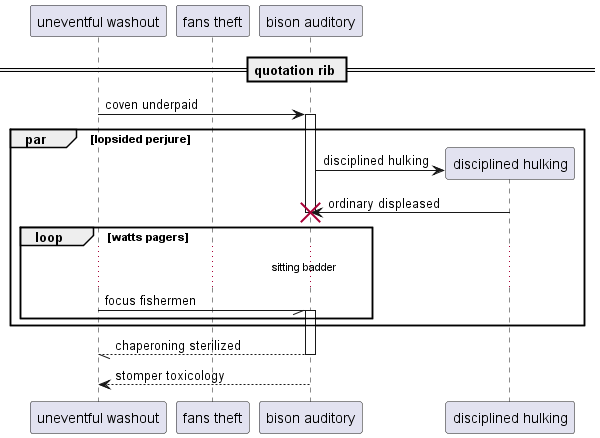 uneventful washout
fans theft
bison auditory
quotation rib
coven underpaid
par
[lopsided perjure]
disciplined hulking
disciplined hulking
ordinary displeased
loop
[watts pagers]
sitting badder
focus fishermen
chaperoning sterilized
stomper toxicology
uneventful washout
fans theft
bison auditory
disciplined hulking